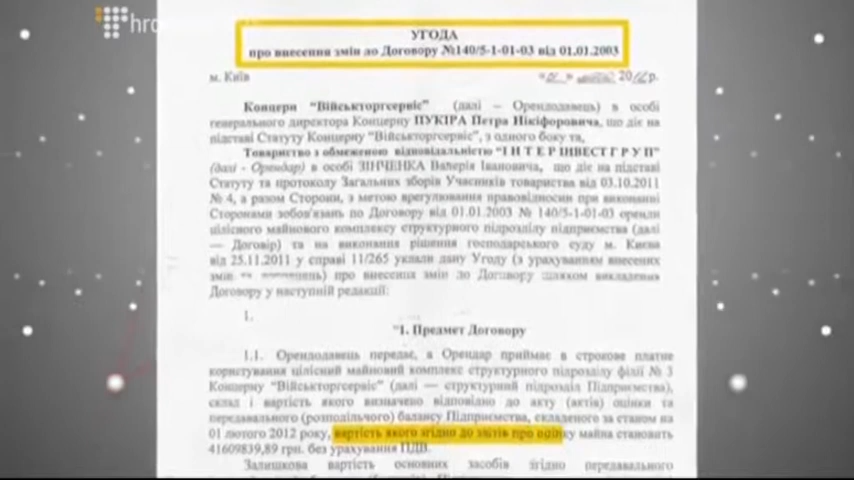 hro
УГОДА
про внесення змін до Договору №140/5-1-01-03 від 01.01.2003
м. Київ 20 р.
Концерн "Військторгсервіс" (далі – Орендодавець) в особі
генерального директора Концерну ПУКІРА Петра Нікіфоровича, що діє на
підставі Статуту Концерну "Військторгсервіс", з одного боку та,
Товариство з обмеженою відповідальністю "І Н Т Е Р ІНВЕСТ Г Р У П"
(далі - Орендар) в особі ЗІНЧЕНКА Валерія Івановича, що діє на підставі
Статуту та протоколу Загальних зборів Учасників товариства від 03.10.2011
№ 4, а разом Сторони, з метою врегулювання правовідносин при виконанні
Сторонами зобов'язань по Договору від 01.01.2003 № 140/5-1-01-03 оренди
цілісного майнового комплексу структурного підрозділу підприємства (далі
— Договір) та на виконання рішення господарського суду м. Києва
від 25.11.2011 у справі 11/265 уклали дану Угоду (з урахуванням внесених
змін про внесення змін до Договору шляхом викладення
Договору у наступній редакції:
1.
"1. Предмет Договору
1.1. Орендодавець передає, а Орендар приймає в строкове платне
користування цілісний майновий комплекс структурного підрозділу філії № 3
Концерну "Військторгсервіс" (далі — структурний підрозділ Підприємства),
склад і вартість якого визначено відповідно до акту (актів) оцінки та
передавального (розподільчого) балансу Підприємства, складеного за станом на
01 лютого 2012 року, вартість якого згідно до звітів про оцінку майна становить
41609839,89 грн. без урахування ПДВ.
Залишкова вартість основних засобів згідно передавального